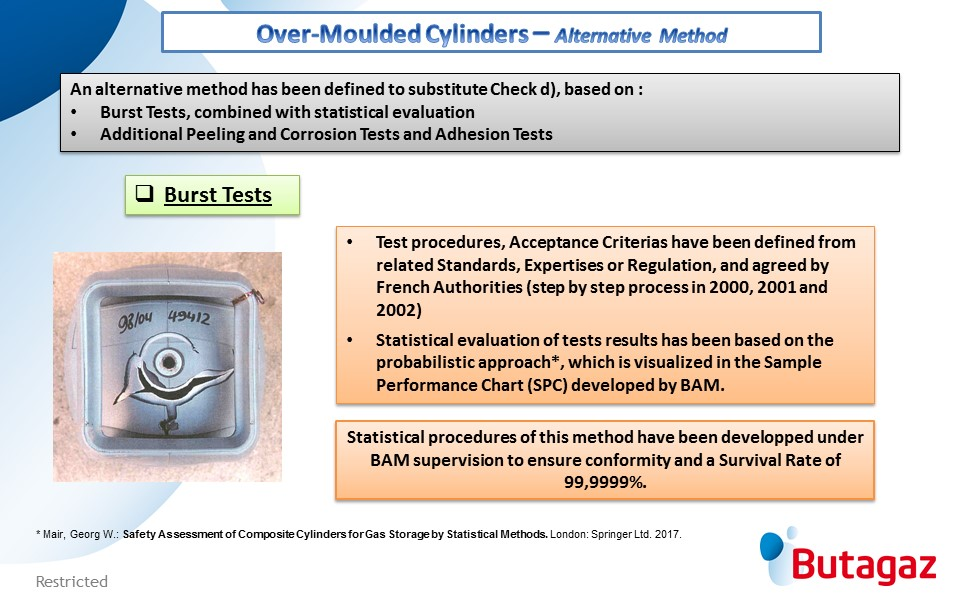 Over-Moulded Cylinders – Alternative Method
An alternative method has been defined to substitute Check d), based on :
• Burst Tests, combined with statistical evaluation
• Additional Peeling and Corrosion Tests and Adhesion Tests
❑ Burst Tests
98/04 49412
• Test procedures, Acceptance Criterias have been defined from
related Standards, Expertises or Regulation, and agreed by
French Authorities (step by step process in 2000, 2001 and
2002)
• Statistical evaluation of tests results has been based on the
probabilistic approach*, which is visualized in the Sample
Performance Chart (SPC) developed by BAM.
Statistical procedures of this method have been developped under
BAM supervision to ensure conformity and a Survival Rate of
99,9999%.
* Mair, Georg W.: Safety Assessment of Composite Cylinders for Gas Storage by Statistical Methods. London: Springer Ltd. 2017.
Restricted
Butagaz